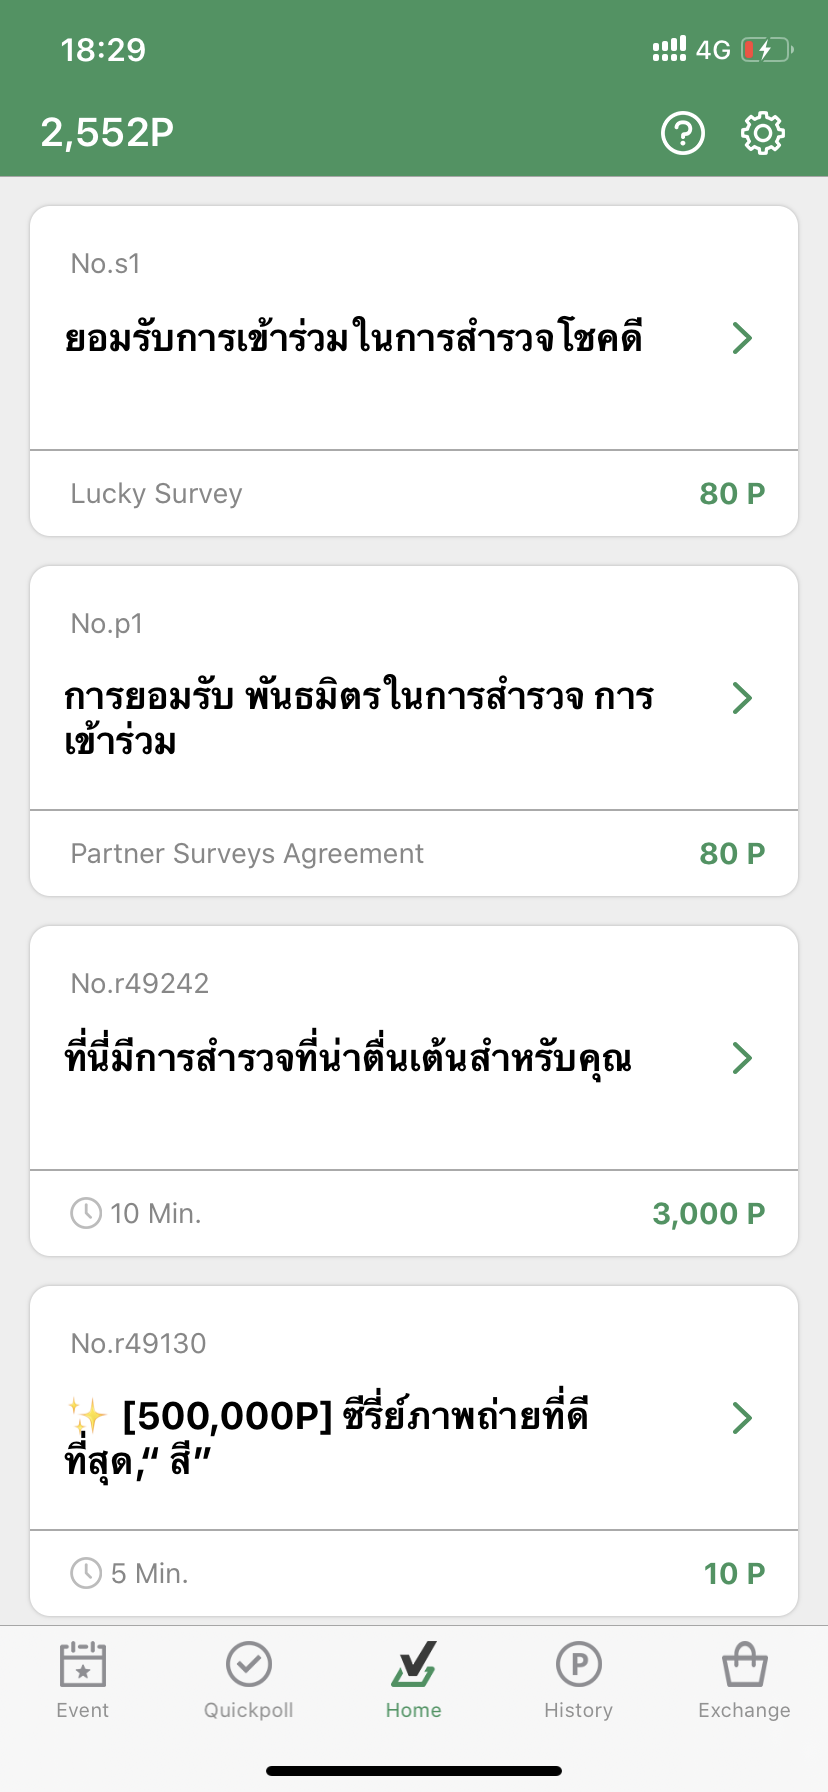 18:29
4G
2,552P
No.s1
ยอมรับการเข้าร่วมในการสำรวจโชคดี
Lucky Survey
80 P
No.p1
การยอมรับ พันธมิตรในการสำรวจ การ
เข้าร่วม
Partner Surveys Agreement
80 P
No.r49242
ที่นี่มีการสำรวจที่น่าตื่นเต้นสำหรับคุณ
10 Min.
3,000 P
No.r49130
✨ [500,000P] ซีรี่ย์ภาพถ่ายที่ดี
ที่สุด,“ สี”
5 Min.
10 P
Event
Quickpoll
Home
History
Exchange